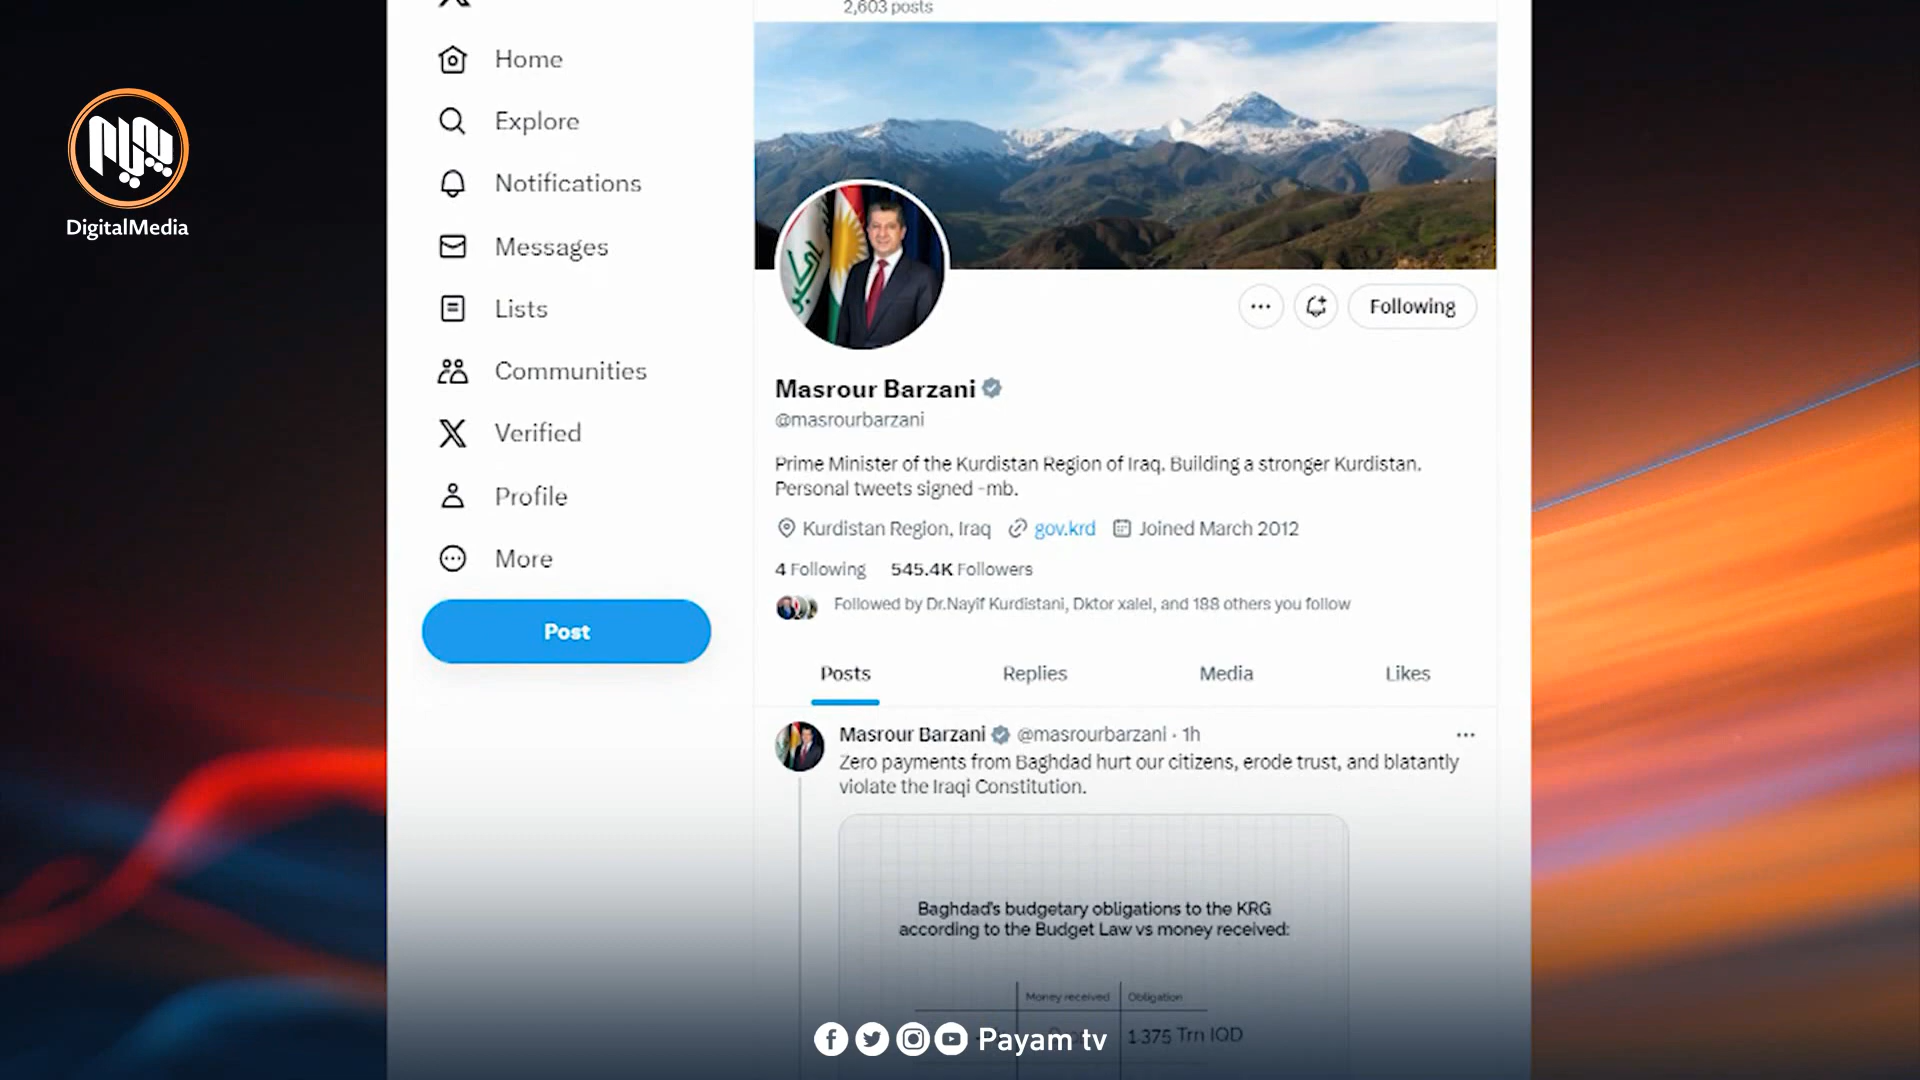 پەیام
DigitalMedia
Home
Explore
Notifications
Messages
Lists
Communities
Verified
Profile
More
Post
2,603 posts
Following
Masrour Barzani
@masrourbarzani
Prime Minister of the Kurdistan Region of Iraq. Building a stronger Kurdistan.
Personal tweets signed -mb.
Kurdistan Region, Iraq gov.krd Joined March 2012
4 Following 545.4K Followers
Followed by Dr.Nayif Kurdistani, Dktor xalel, and 188 others you follow
Posts Replies Media Likes
Masrour Barzani @masrourbarzani · 1h
Zero payments from Baghdad hurt our citizens, erode trust, and blatantly
violate the Iraqi Constitution.
Baghdad's budgetary obligations to the KRG
according to the Budget Law vs money received:
Money received Obligation
1.375 Trn IQD
Payam tv